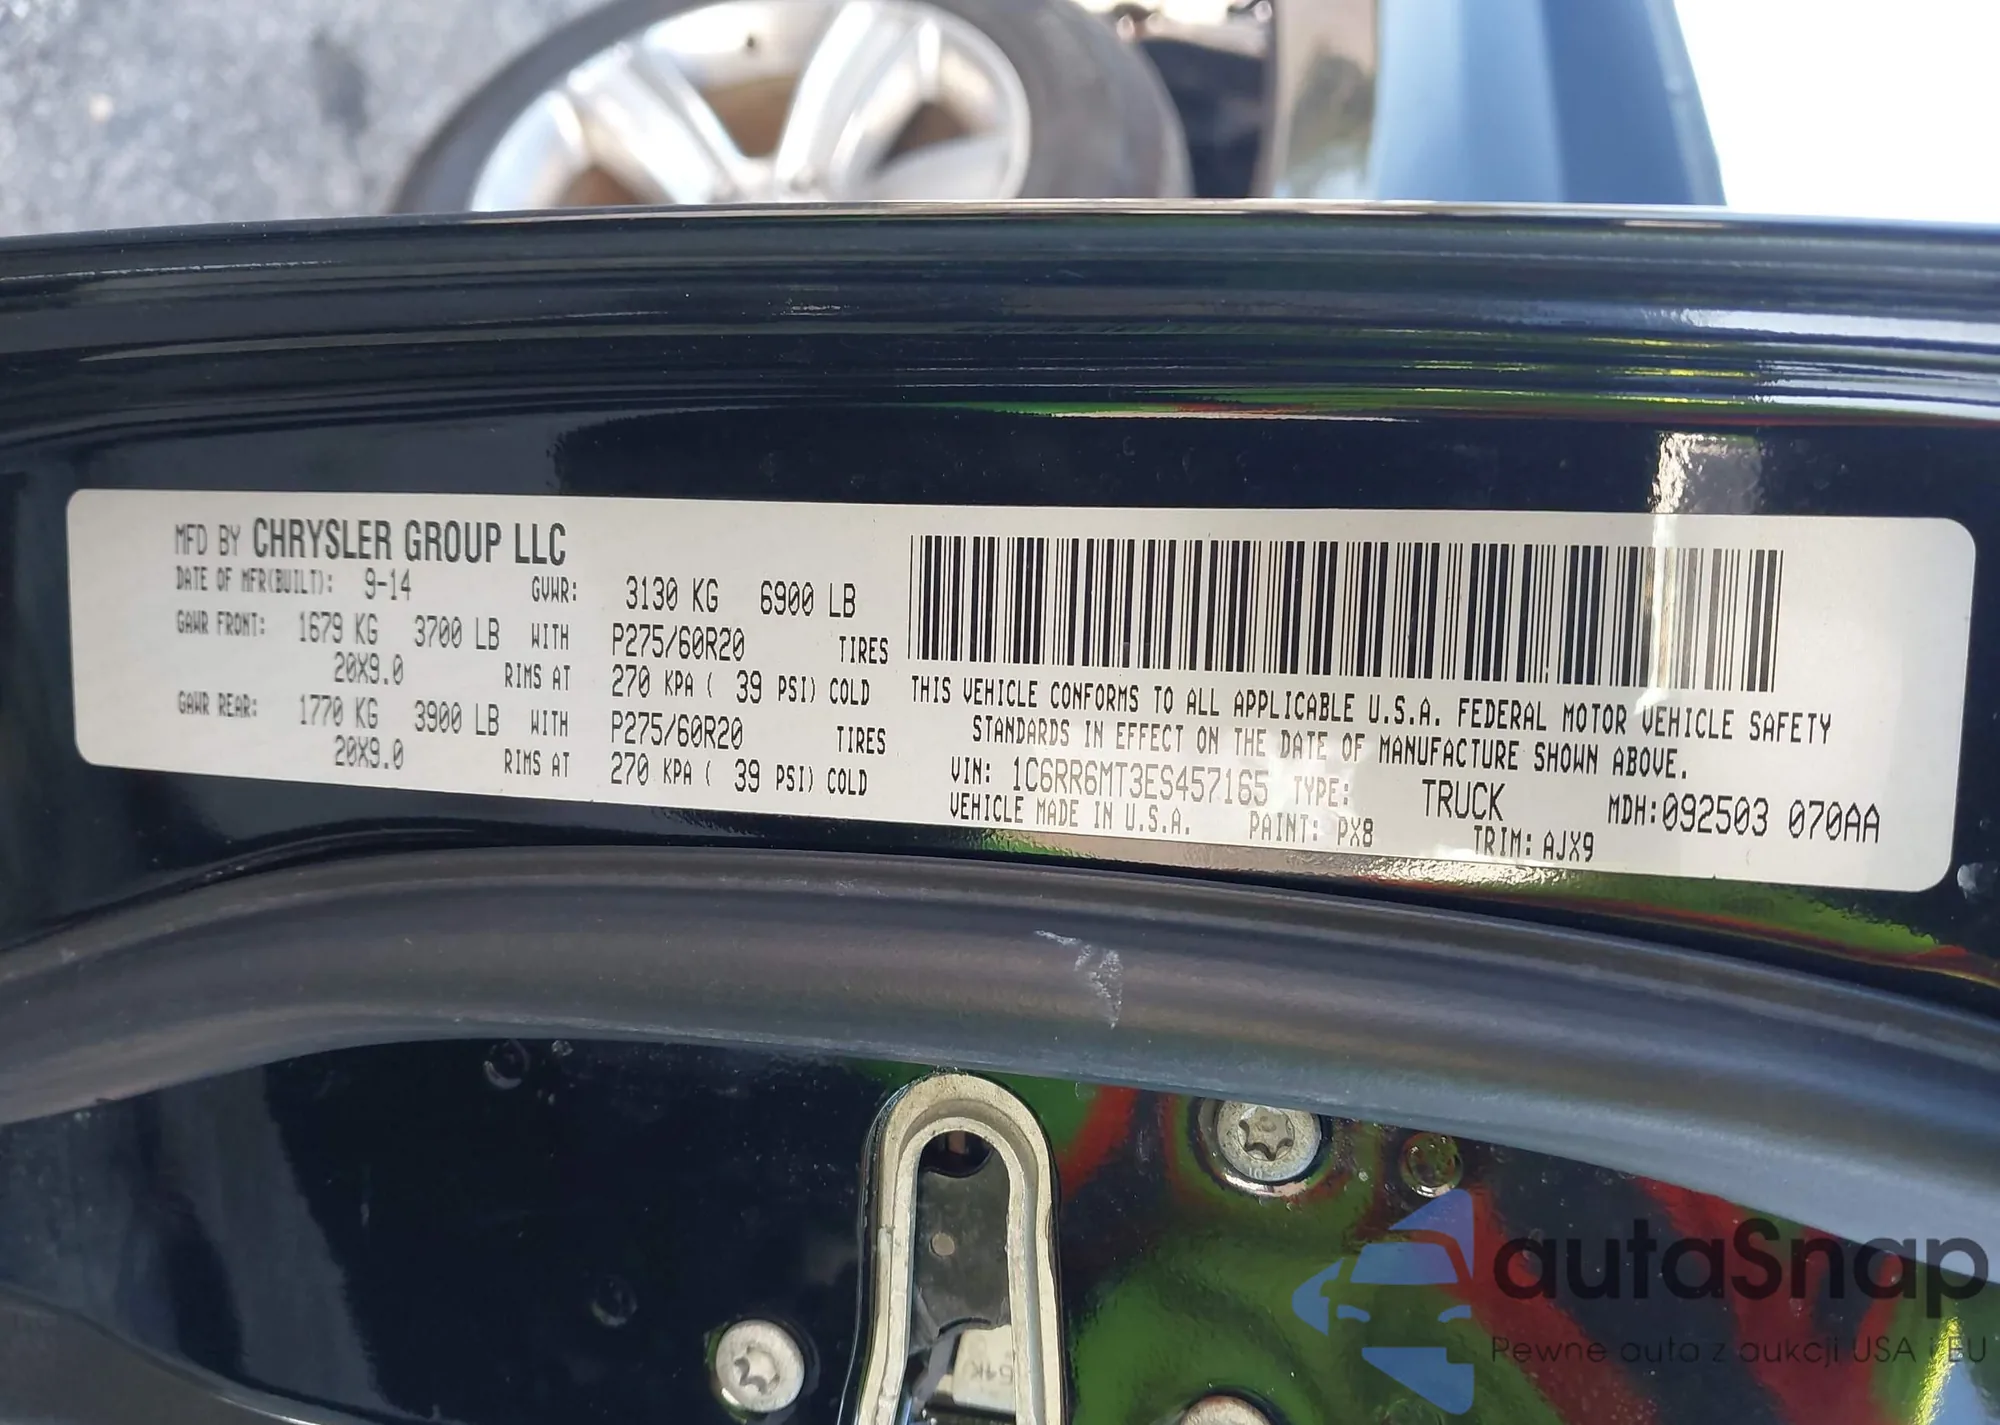 MFD BY CHRYSLER GROUP LLC
DATE OF MFR(BUILT): 9-14 GVWR: 3130 KG 6900 LB
GAWR FRONT: 1679 KG 3700 LB WITH P275/60R20 TIRES
20X9.0 RIMS AT 270 KPA ( 39 PSI) COLD
GAWR REAR: 1770 KG 3900 LB WITH P275/60R20 TIRES
20X9.0 RIMS AT 270 KPA ( 39 PSI) COLD
THIS VEHICLE CONFORMS TO ALL APPLICABLE U.S.A. FEDERAL MOTOR VEHICLE SAFETY
STANDARDS IN EFFECT ON THE DATE OF MANUFACTURE SHOWN ABOVE.
VIN: 1C6RR6MT3ES457165 TYPE: TRUCK MDH:092503 070AA
VEHICLE MADE IN U.S.A. PAINT: PX8 TRIM: AJX9
autaSnap
Pewne auta z aukcji USA i EU